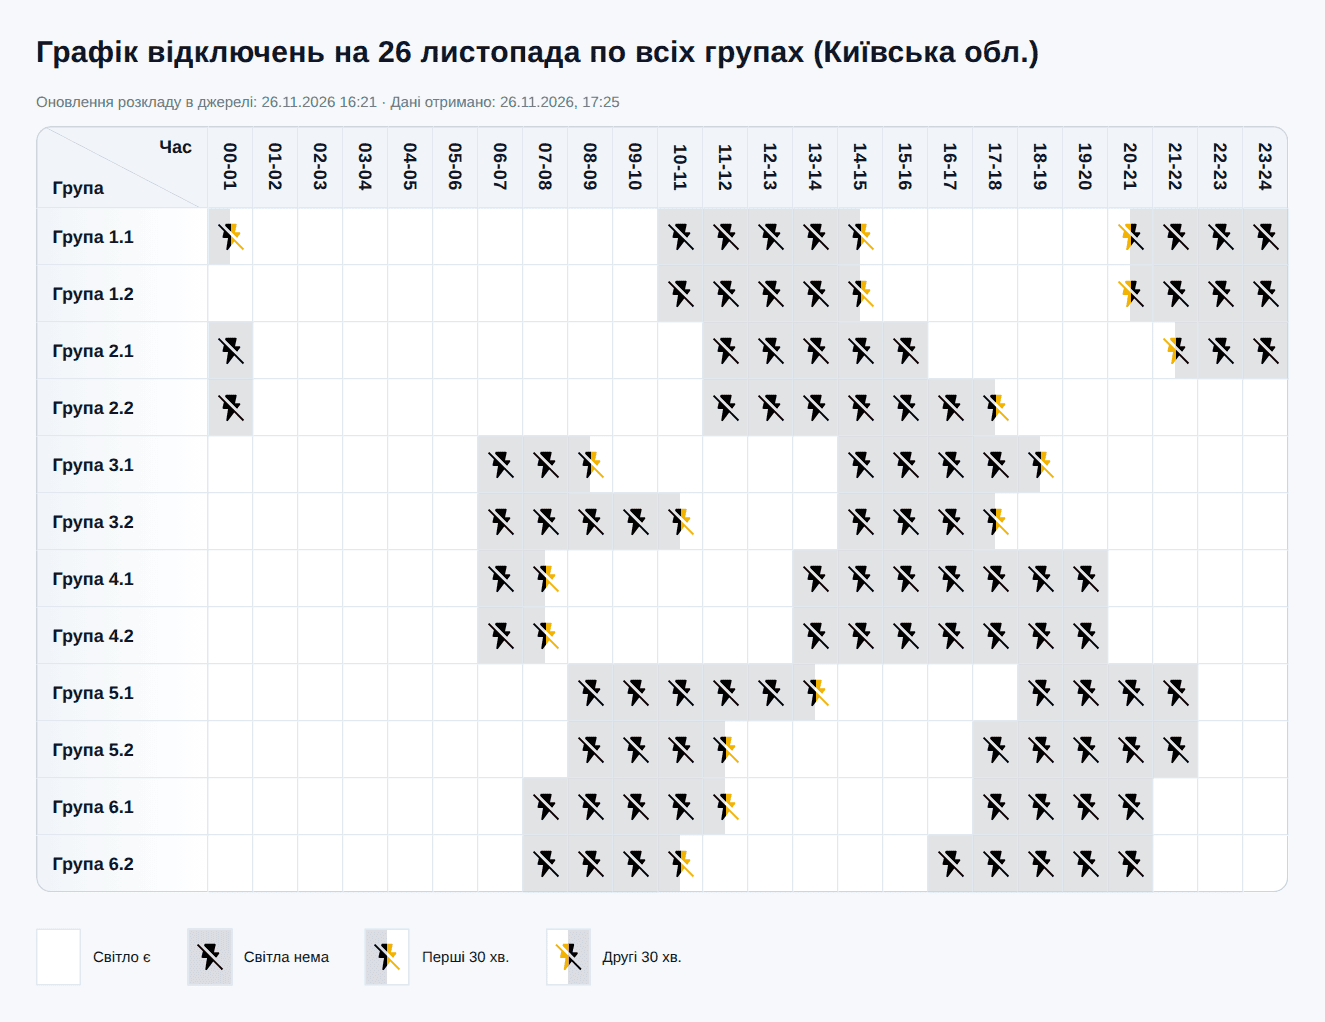 Графік відключень на 26 листопада по всіх групах (Київська обл.)
Оновлення розкладу в джерелі: 26.11.2026 16:21 · Дані отримано: 26.11.2026, 17:25
Час
Група
00-01 01-02 02-03 03-04 04-05 05-06 06-07 07-08 08-09 09-10 10-11 11-12 12-13 13-14 14-15 15-16 16-17 17-18 18-19 19-20 20-21 21-22 22-23 23-24
Група 1.1
Група 1.2
Група 2.1
Група 2.2
Група 3.1
Група 3.2
Група 4.1
Група 4.2
Група 5.1
Група 5.2
Група 6.1
Група 6.2
Світло є Світла нема Перші 30 хв. Другі 30 хв.